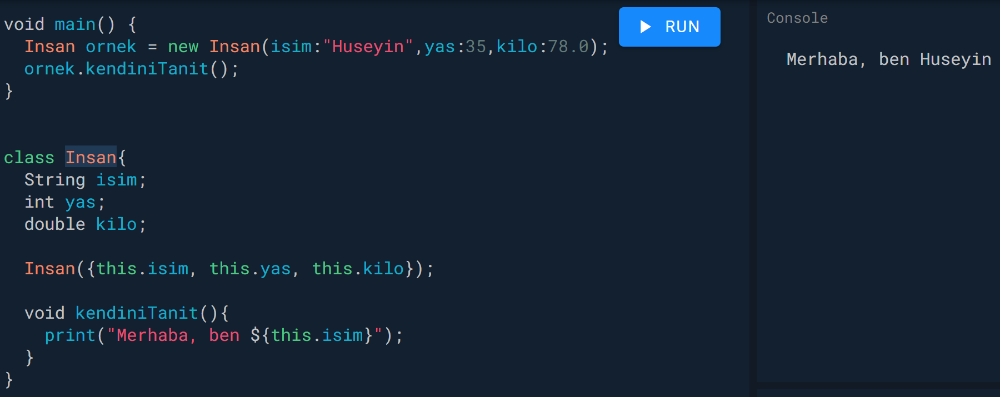 void main() {
  Insan ornek = new Insan(isim:"Huseyin",yas:35,kilo:78.0);
  ornek.kendiniTanit();
}
class Insan{
  String isim;
  int yas;
  double kilo;
  Insan({this.isim, this.yas, this.kilo});
  void kendiniTanit(){
    print("Merhaba, ben ${this.isim}");
  }
}
RUN
Console
Merhaba, ben Huseyin